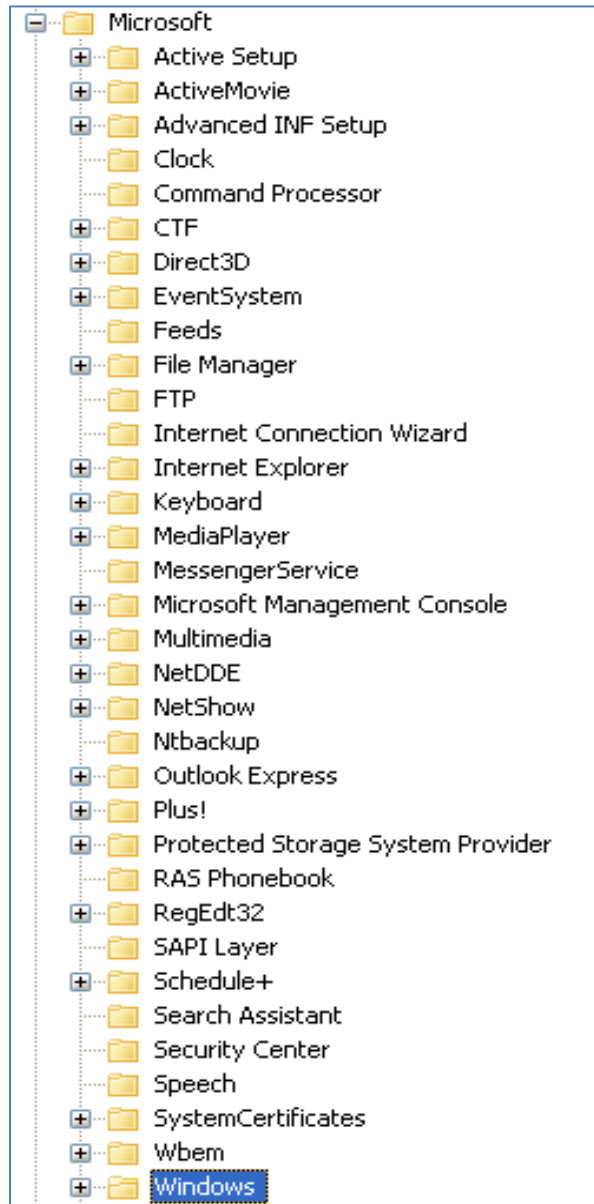 Microsoft
Active Setup
ActiveMovie
Advanced INF Setup
Clock
Command Processor
CTF
Direct3D
EventSystem
Feeds
File Manager
FTP
Internet Connection Wizard
Internet Explorer
Keyboard
MediaPlayer
MessengerService
Microsoft Management Console
Multimedia
NetDDE
NetShow
Ntbackup
Outlook Express
Plus!
Protected Storage System Provider
RAS Phonebook
RegEdt32
SAPI Layer
Schedule+
Search Assistant
Security Center
Speech
SystemCertificates
Wbem
Windows